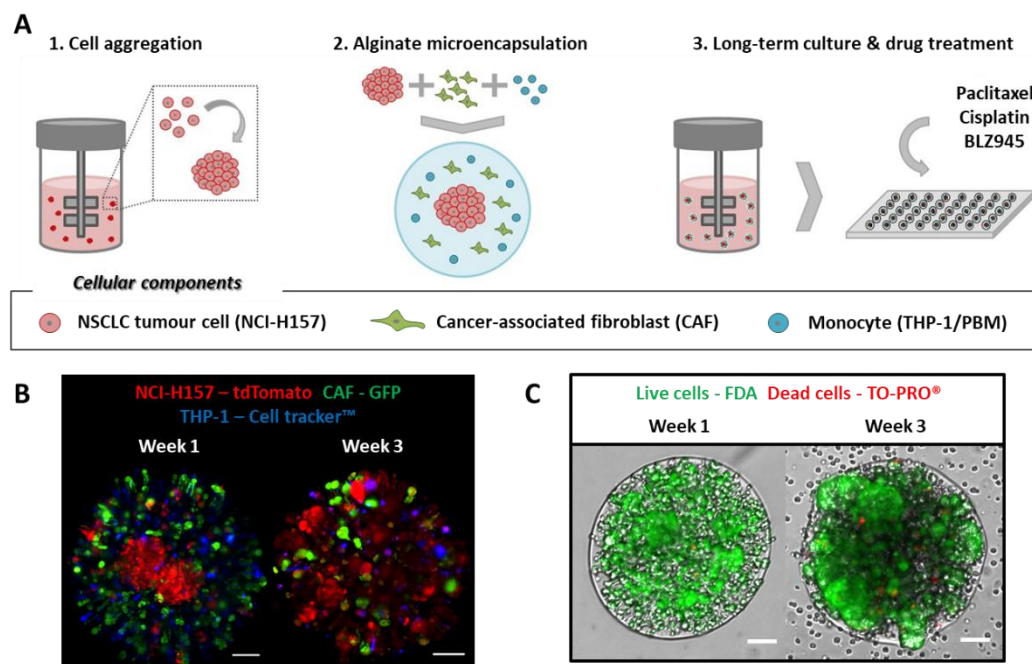 A
1. Cell aggregation
2. Alginate microencapsulation
3. Long-term culture & drug treatment
Paclitaxel
Cisplatin
BLZ945
Cellular components
NSCLC tumour cell (NCI-H157)
Cancer-associated fibroblast (CAF)
Monocyte (THP-1/PBM)
B
NCI-H157 – tdTomato CAF - GFP
THP-1 – Cell tracker™
Week 1
Week 3
C
Live cells - FDA Dead cells - TO-PRO®
Week 1
Week 3